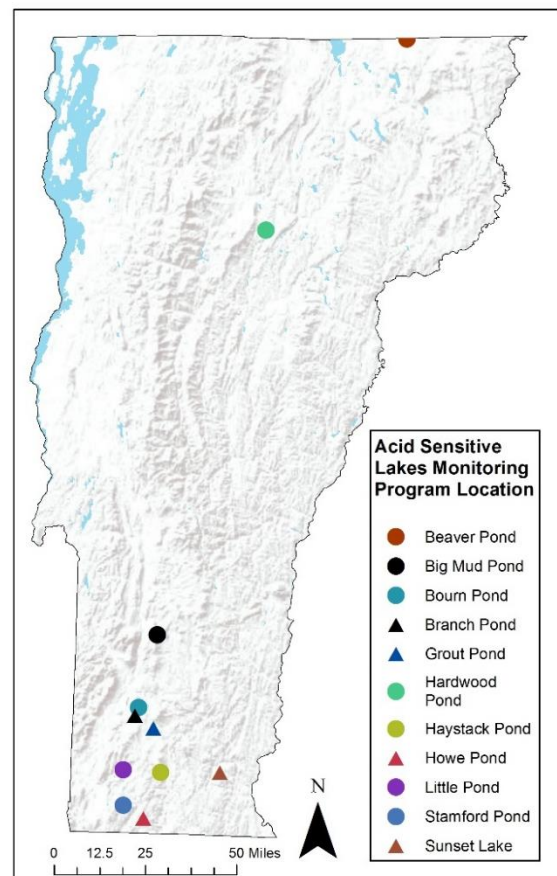 Acid Sensitive
Lakes Monitoring
Program Location
Beaver Pond
Big Mud Pond
Bourn Pond
Branch Pond
Grout Pond
Hardwood
Pond
Haystack Pond
Howe Pond
Little Pond
Stamford Pond
Sunset Lake
N
0 12.5 25 50 Miles